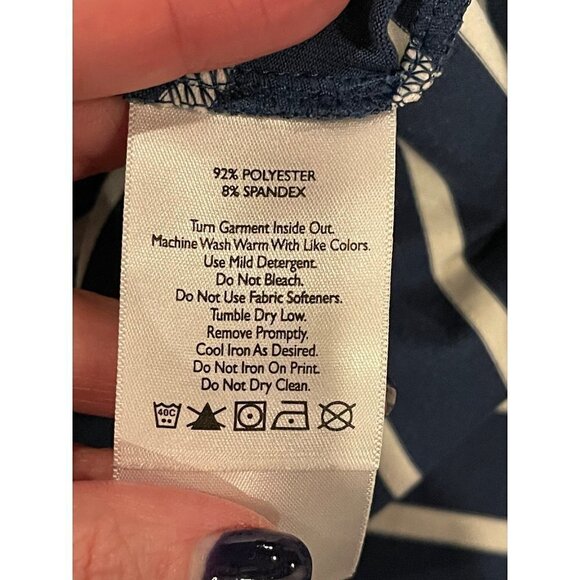 92% POLYESTER
8% SPANDEX
Turn Garment Inside Out.
Machine Wash Warm With Like Colors.
Use Mild Detergent.
Do Not Bleach.
Do Not Use Fabric Softeners.
Tumble Dry Low.
Remove Promptly.
Cool Iron As Desired.
Do Not Iron On Print.
Do Not Dry Clean.
40C